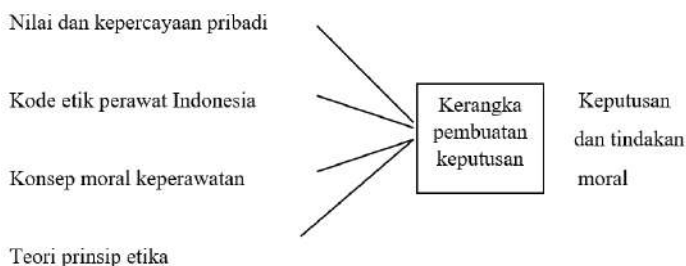 Nilai dan kepercayaan pribadi
Kode etik perawat Indonesia
Konsep moral keperawatan
Teori prinsip etika
Kerangka
pembuatan
keputusan
Keputusan
dan tindakan
moral